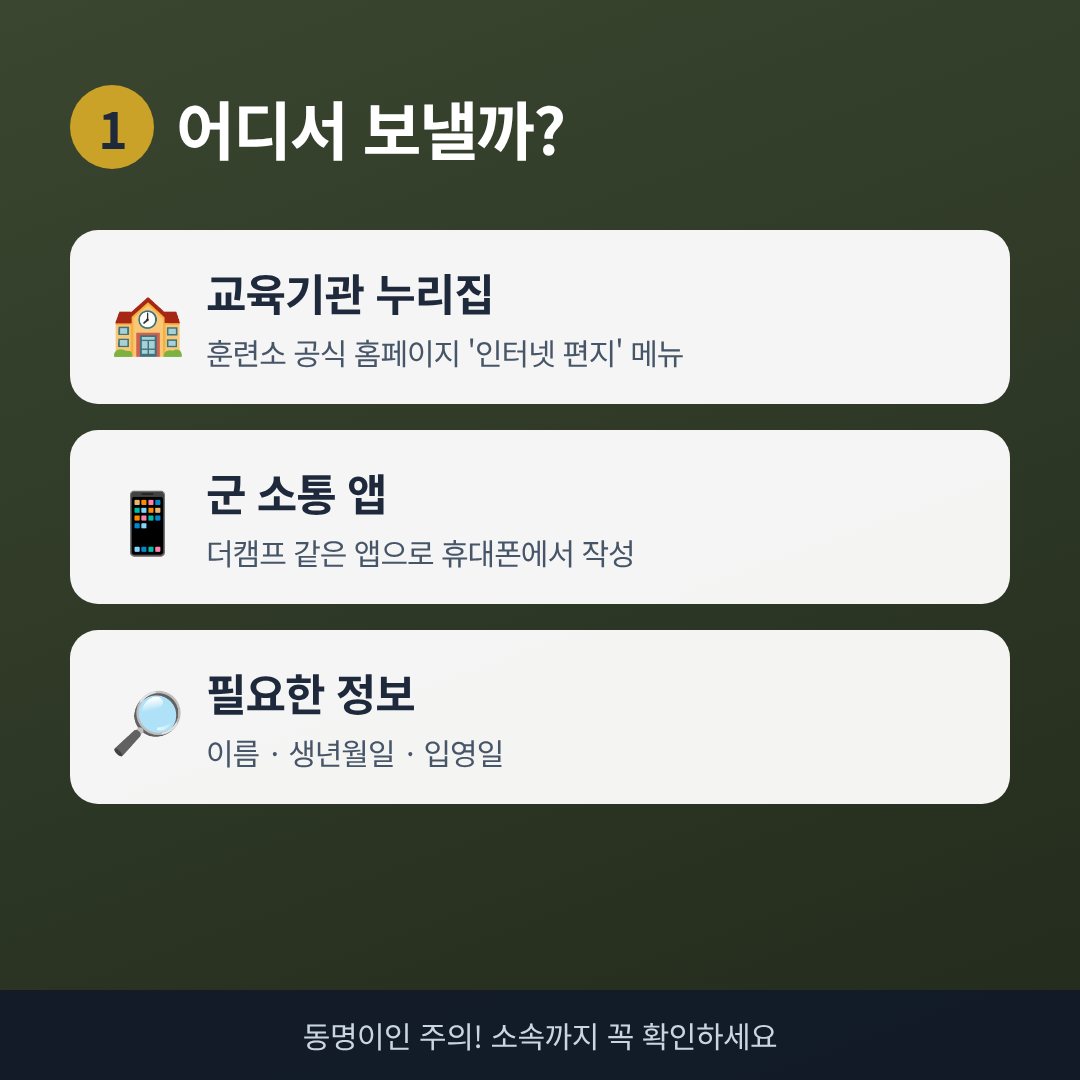 1 어디서 보낼까?
교육기관 누리집
훈련소 공식 홈페이지 '인터넷 편지' 메뉴
군 소통 앱
더캠프 같은 앱으로 휴대폰에서 작성
필요한 정보
이름 · 생년월일 · 입영일
동명이인 주의! 소속까지 꼭 확인하세요